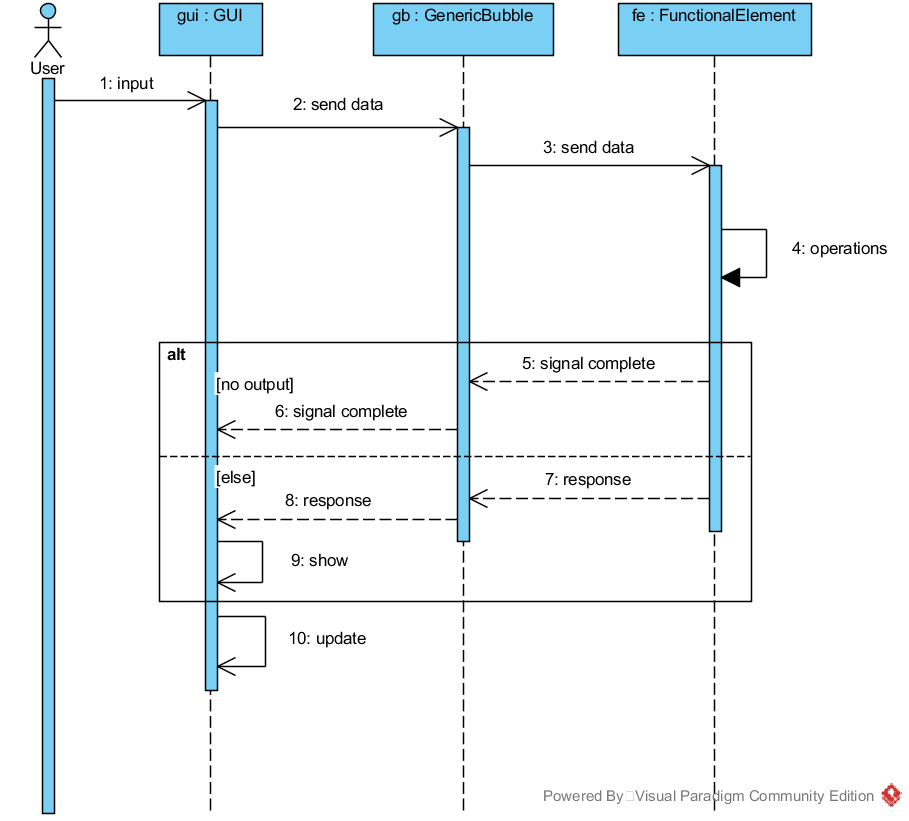 gui : GUI
gb : GenericBubble
fe : FunctionalElement
User
1: input
2: send data
3: send data
4: operations
alt
5: signal complete
[no output]
6: signal complete
[else]
7: response
8: response
9: show
10: update
Powered By Visual Paradigm Community Edition